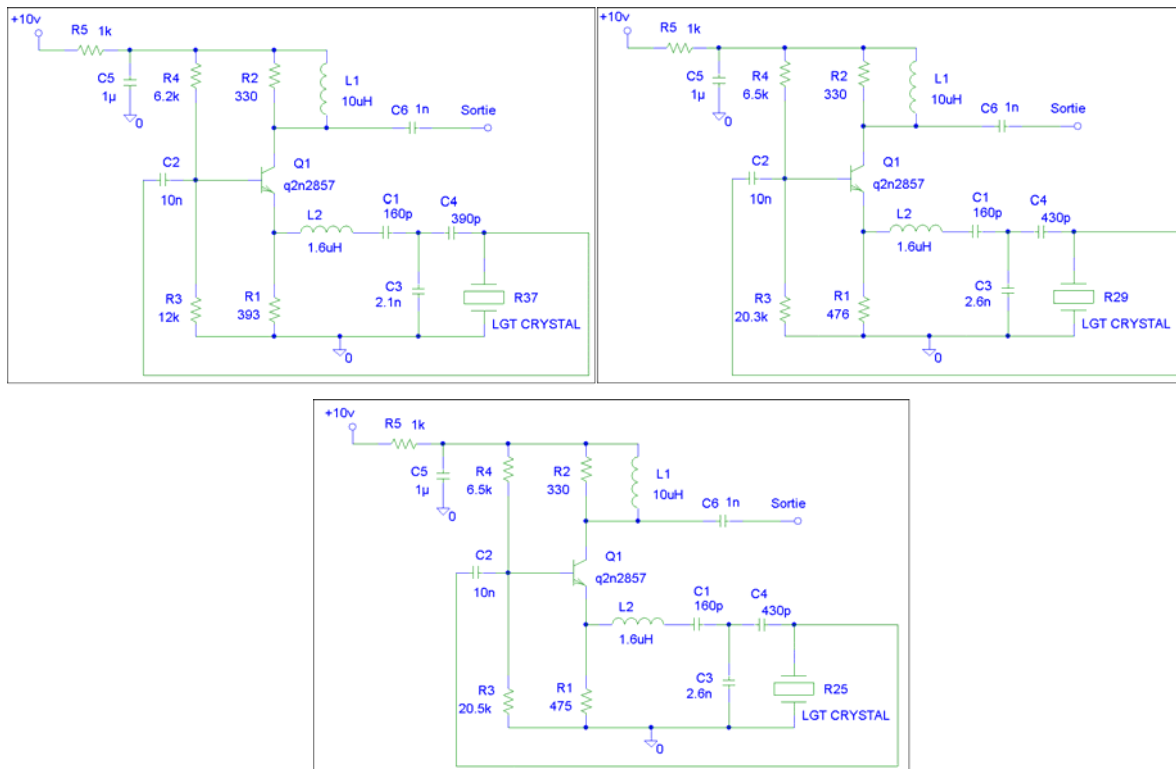 +10v
R5 1k
C5
1µ
0
R4
6.2k
R2
330
L1
10uH
C6 1n
Sortie
C2
10n
Q1
q2n2857
L2
1.6uH
C1
160p
C4
390p
R3
12k
R1
393
C3
2.1n
R37
LGT CRYSTAL
0
+10v
R5 1k
C5
1µ
0
R4
6.5k
R2
330
L1
10uH
C6 1n
Sortie
C2
10n
Q1
q2n2857
L2
1.6uH
C1
160p
C4
430p
R3
20.3k
R1
476
C3
2.6n
R29
LGT CRYSTAL
0
+10v
R5 1k
C5
1µ
0
R4
6.5k
R2
330
L1
10uH
C6 1n
Sortie
C2
10n
Q1
q2n2857
L2
1.6uH
C1
160p
C4
430p
R3
20.5k
R1
475
C3
2.6n
R25
LGT CRYSTAL
0